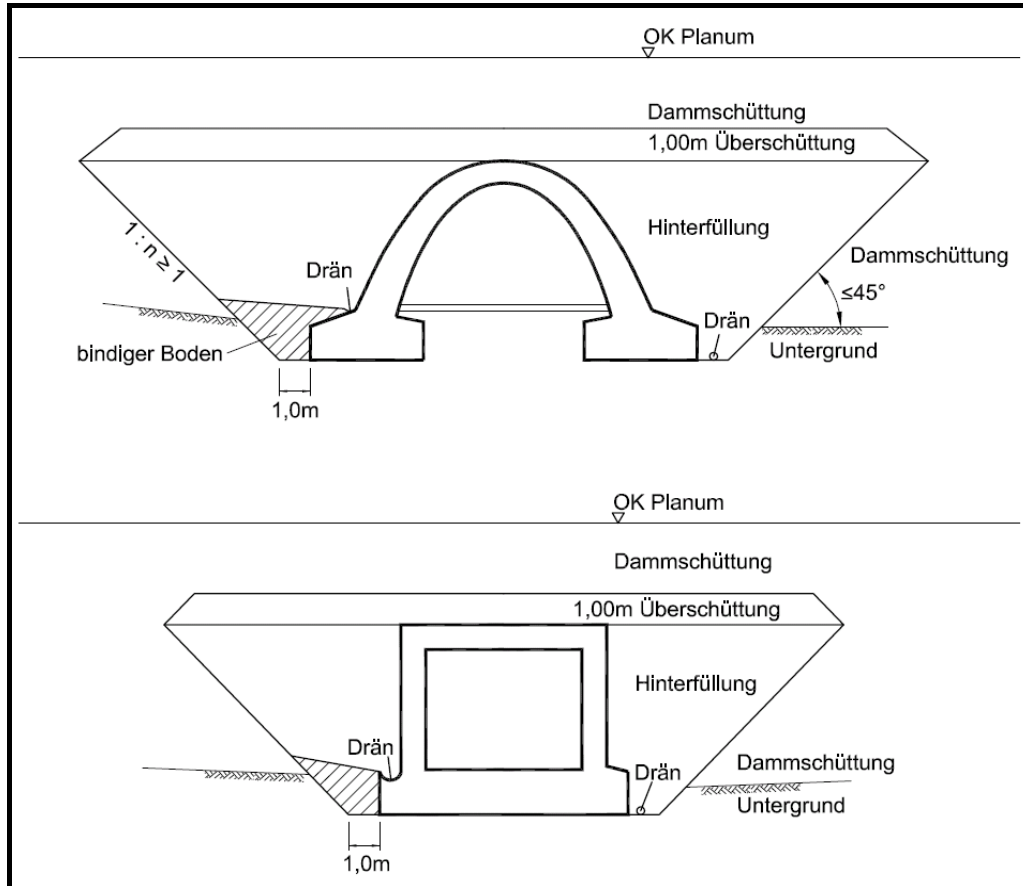 OK Planum
Dammschüttung
1,00m Überschüttung
Hinterfüllung
Dammschüttung
1 : n ≥ 1
Drän
≤45°
Drän
bindiger Boden
Untergrund
1,0m
OK Planum
Dammschüttung
1,00m Überschüttung
Hinterfüllung
Drän
Drän
Dammschüttung
Untergrund
1,0m